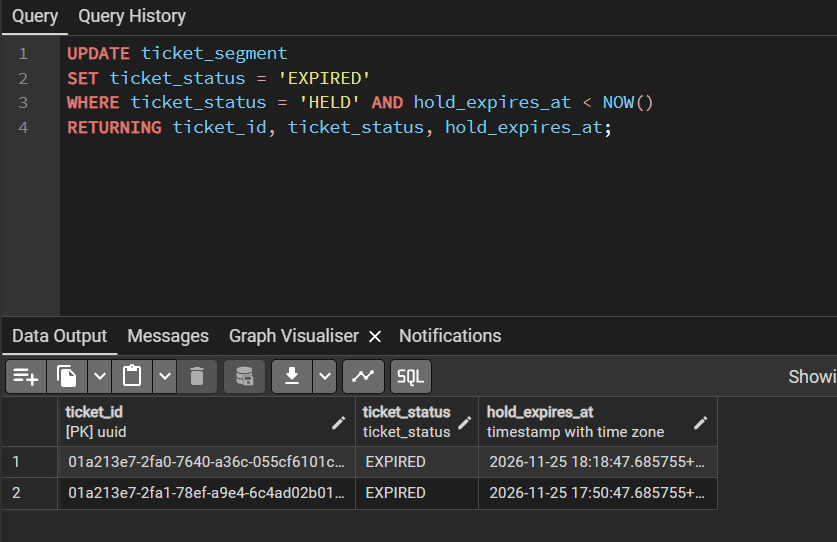 Query Query History
1 UPDATE ticket_segment
2 SET ticket_status = 'EXPIRED'
3 WHERE ticket_status = 'HELD' AND hold_expires_at < NOW()
4 RETURNING ticket_id, ticket_status, hold_expires_at;
Data Output Messages Graph Visualiser × Notifications
SQL Showi
ticket_id ticket_status hold_expires_at
[PK] uuid ticket_status timestamp with time zone
1 01a213e7-2fa0-7640-a36c-055cf6101c... EXPIRED 2026-11-25 18:18:47.685755+...
2 01a213e7-2fa1-78ef-a9e4-6c4ad02b01... EXPIRED 2026-11-25 17:50:47.685755+...